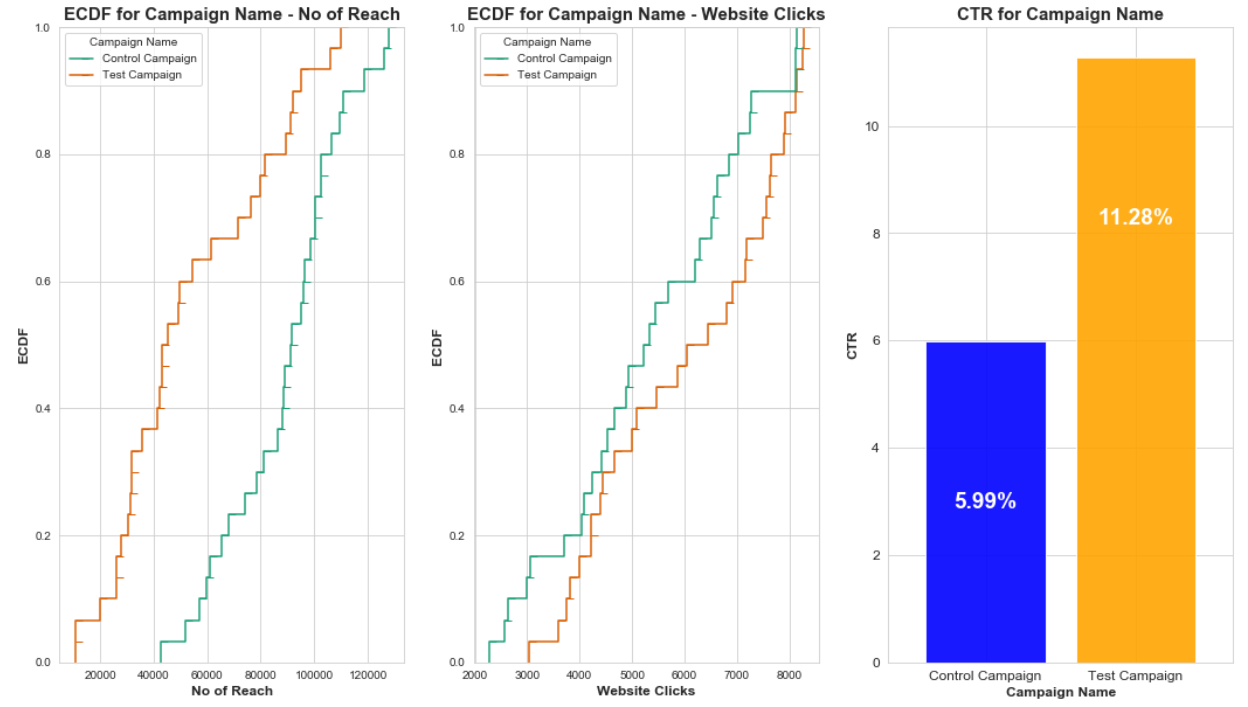 ECDF for Campaign Name - No of Reach
1.0
0.8
0.6
0.4
0.2
0.0
ECDF
Campaign Name
Control Campaign
Test Campaign
20000 40000 60000 80000 100000 120000
No of Reach
ECDF for Campaign Name - Website Clicks
1.0
0.8
0.6
0.4
0.2
0.0
ECDF
Campaign Name
Control Campaign
Test Campaign
2000 3000 4000 5000 6000 7000 8000
Website Clicks
CTR for Campaign Name
10
8
6
4
2
0
CTR
11.28%
5.99%
Control Campaign Test Campaign
Campaign Name